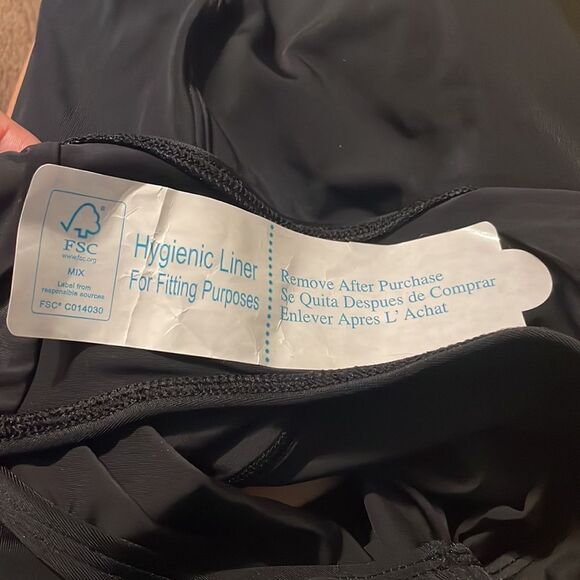 ®
FSC
www.fsc.org
MIX
Label from
responsible sources
FSC® C014030
Hygienic Liner
For Fitting Purposes
Remove After Purchase
Se Quita Despues de Comprar
Enlever Apres L' Achat